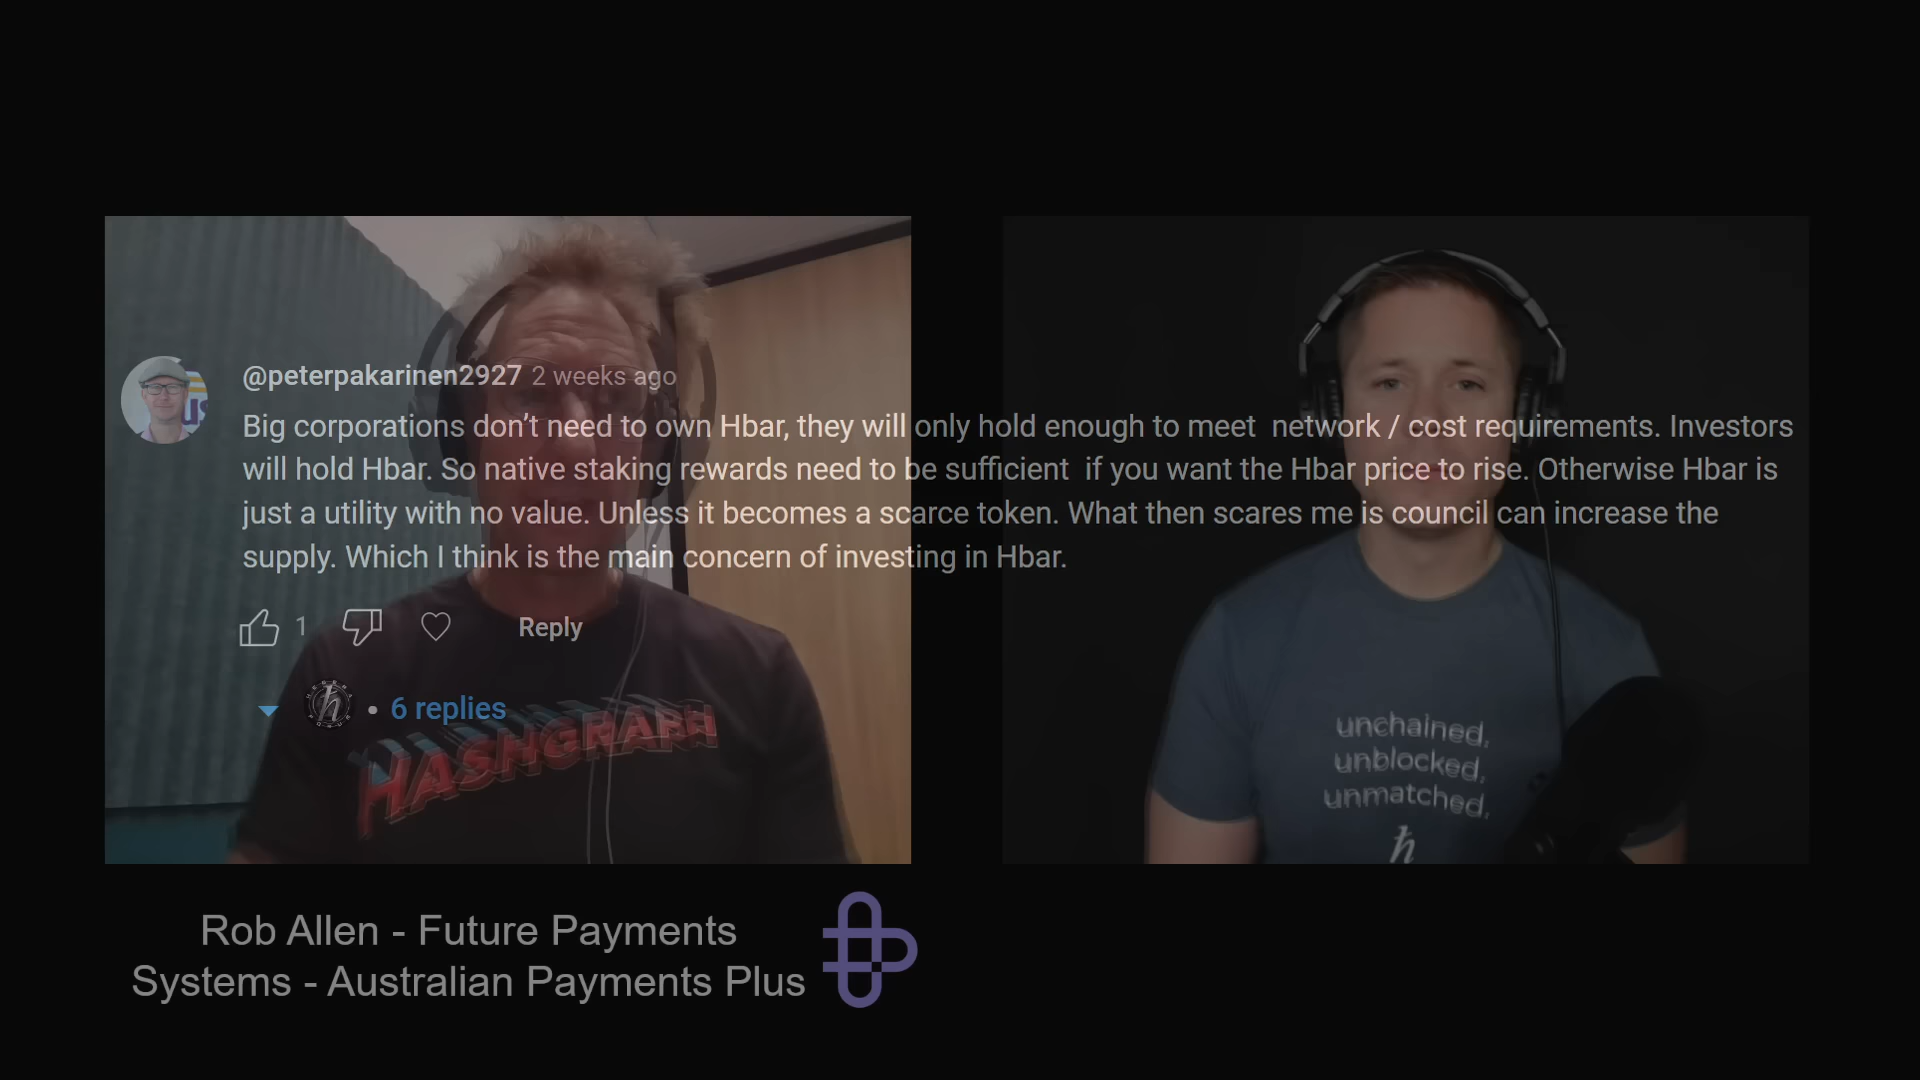 @peterpakarinen2927 2 weeks ago
Big corporations don’t need to own Hbar, they will only hold enough to meet  network / cost requirements. Investors
will hold Hbar. So native staking rewards need to be sufficient  if you want the Hbar price to rise. Otherwise Hbar is
just a utility with no value. Unless it becomes a scarce token. What then scares me is council can increase the
supply. Which I think is the main concern of investing in Hbar.
1
Reply
• 6 replies
HASHGRAPH
unchained.
unblocked.
unmatched.
ℏ
Rob Allen - Future Payments
Systems - Australian Payments Plus